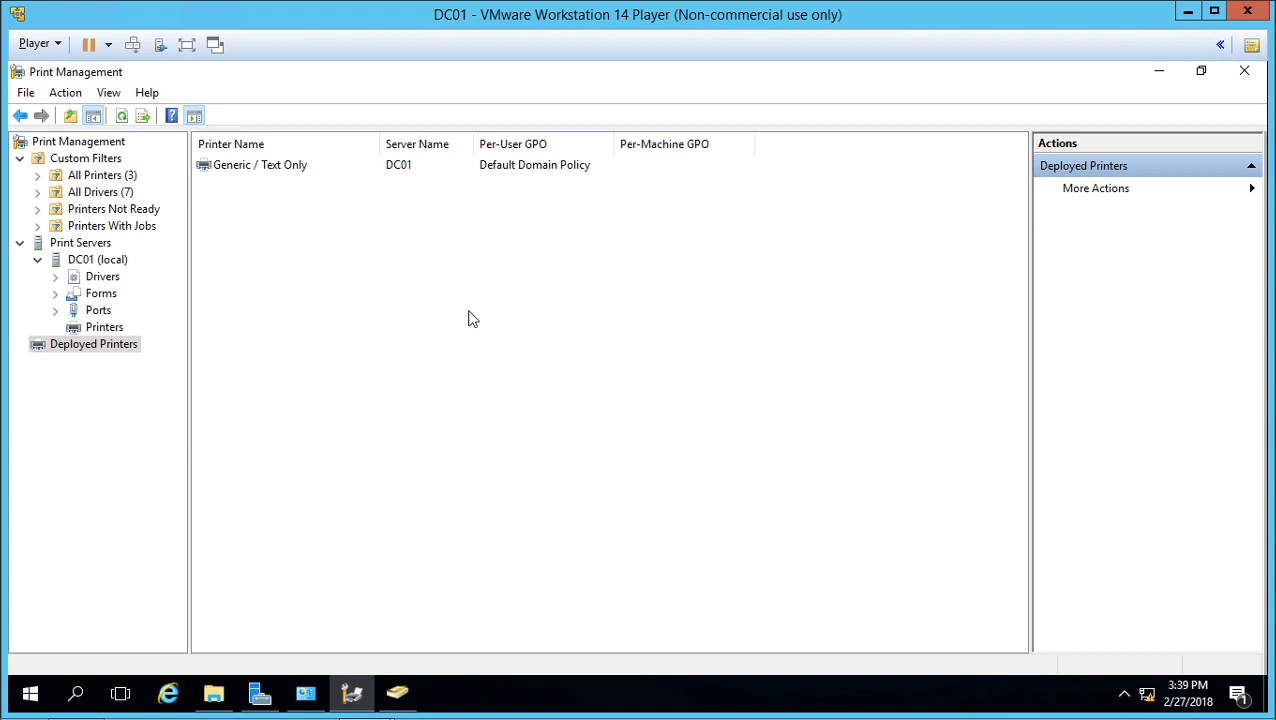 DC01 - VMware Workstation 14 Player (Non-commercial use only)
Player
Print Management
File Action View Help
Print Management
Custom Filters
All Printers (3)
All Drivers (7)
Printers Not Ready
Printers With Jobs
Print Servers
DC01 (local)
Drivers
Forms
Ports
Printers
Deployed Printers
Printer Name Server Name Per-User GPO Per-Machine GPO
Generic / Text Only DC01 Default Domain Policy
Actions
Deployed Printers
More Actions
3:39 PM
2/27/2018
1